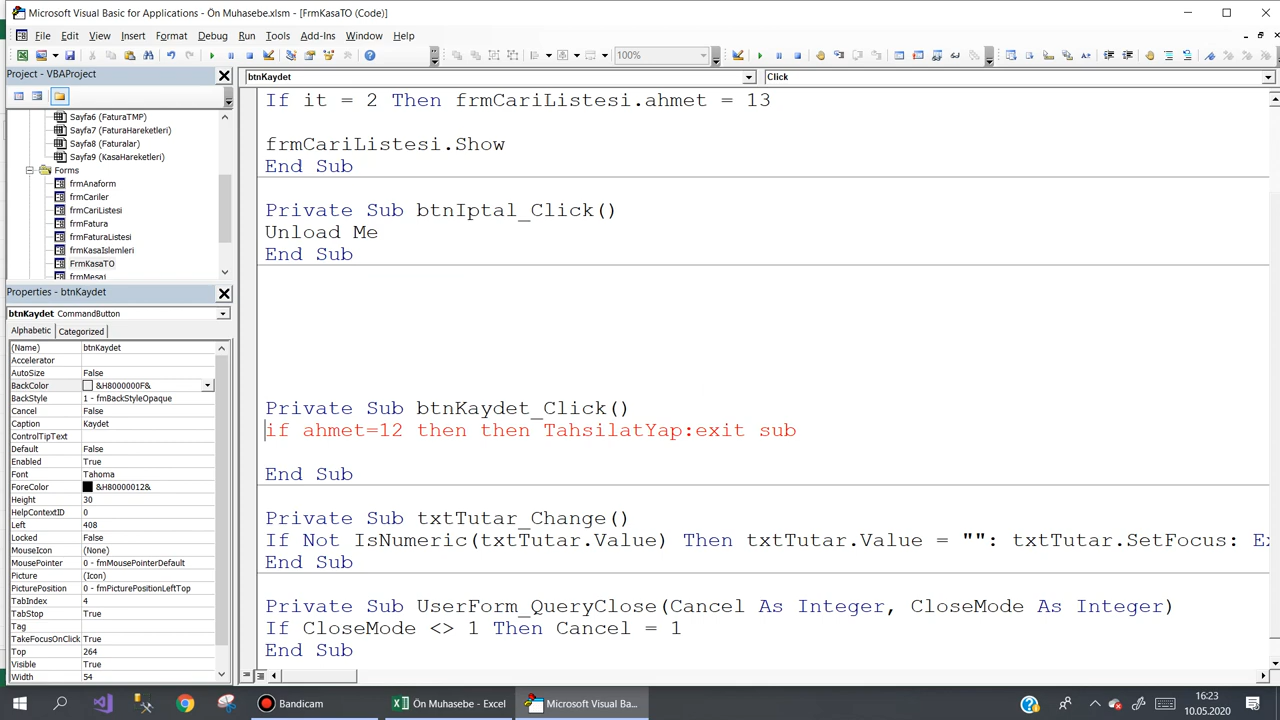 Microsoft Visual Basic for Applications - Ön Muhasebe.xlsm - [FrmKasaTO (Code)]
File Edit View Insert Format Debug Run Tools Add-Ins Window Help
100%
Project - VBAProject
btnKaydet
Click
Sayfa6 (FaturaTMP)
Sayfa7 (FaturaHareketleri)
Sayfa8 (Faturalar)
Sayfa9 (KasaHareketleri)
Forms
frmAnaform
frmCariler
frmCariListesi
frmFatura
frmFaturaListesi
frmKasaIslemleri
FrmKasaTO
frmMesaj
Properties - btnKaydet
btnKaydet CommandButton
Alphabetic Categorized
(Name) btnKaydet
Accelerator
AutoSize False
BackColor &H8000000F&
BackStyle 1 - fmBackStyleOpaque
Cancel False
Caption Kaydet
ControlTipText
Default False
Enabled True
Font Tahoma
ForeColor &H80000012&
Height 30
HelpContextID 0
Left 408
Locked False
MouseIcon (None)
MousePointer 0 - fmMousePointerDefault
Picture (Icon)
PicturePosition 0 - fmPicturePositionLeftTop
TabIndex 4
TabStop True
Tag
TakeFocusOnClick True
Top 264
Visible True
Width 54
If it = 2 Then frmCariListesi.ahmet = 13
frmCariListesi.Show
End Sub
Private Sub btnIptal_Click()
Unload Me
End Sub
Private Sub btnKaydet_Click()
if ahmet=12 then then TahsilatYap:exit sub
End Sub
Private Sub txtTutar_Change()
If Not IsNumeric(txtTutar.Value) Then txtTutar.Value = "": txtTutar.SetFocus: Ex
End Sub
Private Sub UserForm_QueryClose(Cancel As Integer, CloseMode As Integer)
If CloseMode <> 1 Then Cancel = 1
End Sub
Bandicam
Ön Muhasebe - Excel
Microsoft Visual Ba...
16:23
10.05.2020